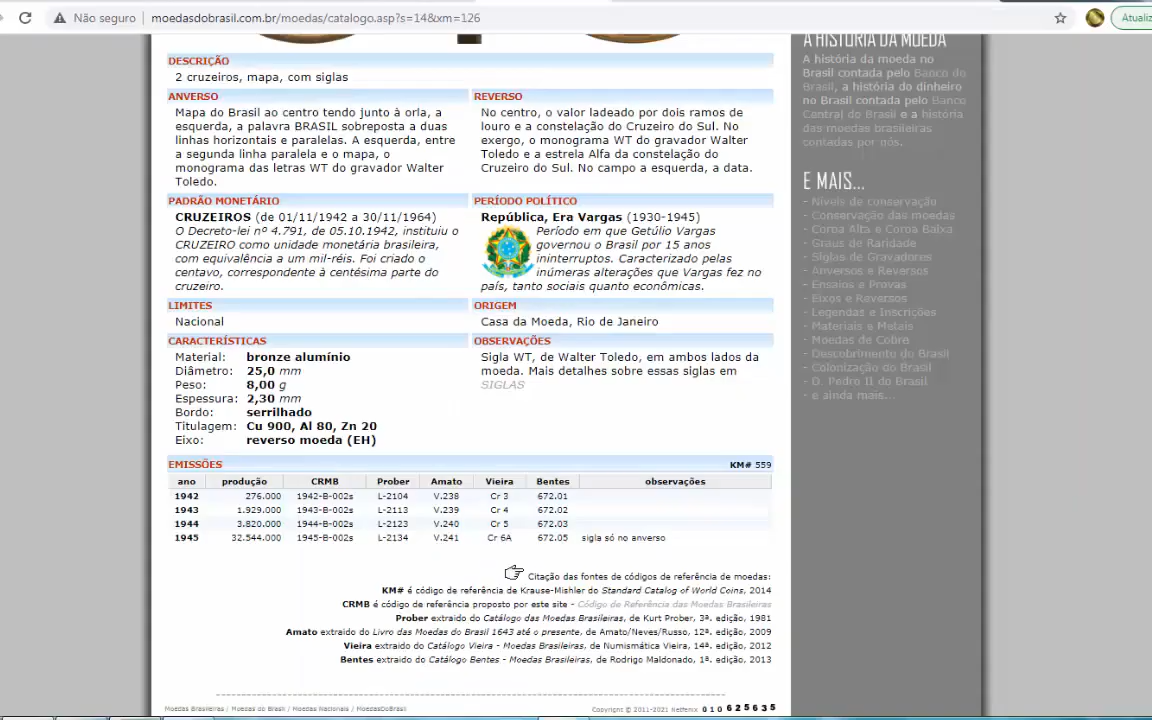 Não seguro
moedasdobrasil.com.br/moedas/catalogo.asp?s=14&xm=126
Atualiz
DESCRIÇÃO
2 cruzeiros, mapa, com siglas
ANVERSO
Mapa do Brasil ao centro tendo junto à orla, a
esquerda, a palavra BRASIL sobreposta a duas
linhas horizontais e paralelas. A esquerda, entre
a segunda linha paralela e o mapa, o
monograma das letras WT do gravador Walter
Toledo.
REVERSO
No centro, o valor ladeado por dois ramos de
louro e a constelação do Cruzeiro do Sul. No
exergo, o monograma WT do gravador Walter
Toledo e a estrela Alfa da constelação do
Cruzeiro do Sul. No campo a esquerda, a data.
PADRÃO MONETÁRIO
CRUZEIROS (de 01/11/1942 a 30/11/1964)
O Decreto-lei nº 4.791, de 05.10.1942, instituiu o
CRUZEIRO como unidade monetária brasileira,
com equivalência a um mil-réis. Foi criado o
centavo, correspondente à centésima parte do
cruzeiro.
PERÍODO POLÍTICO
República, Era Vargas (1930-1945)
Período em que Getúlio Vargas
governou o Brasil por 15 anos
ininterruptos. Caracterizado pelas
inúmeras alterações que Vargas fez no
país, tanto sociais quanto econômicas.
LIMITES
Nacional
ORIGEM
Casa da Moeda, Rio de Janeiro
CARACTERÍSTICAS
Material: bronze alumínio
Diâmetro: 25,0 mm
Peso: 8,00 g
Espessura: 2,30 mm
Bordo: serrilhado
Titulagem: Cu 900, Al 80, Zn 20
Eixo: reverso moeda (EH)
OBSERVAÇÕES
Sigla WT, de Walter Toledo, em ambos lados da
moeda. Mais detalhes sobre essas siglas em
SIGLAS
EMISSÕES KM# 559
ano produção CRMB Prober Amato Vieira Bentes observações
1942 276.000 1942-B-002s L-2104 V.238 Cr 3 672.01
1943 1.929.000 1943-B-002s L-2113 V.239 Cr 4 672.02
1944 3.820.000 1944-B-002s L-2123 V.240 Cr 5 672.03
1945 32.544.000 1945-B-002s L-2134 V.241 Cr 6A 672.05 sigla só no anverso
Citação das fontes de códigos de referência de moedas:
KM# é código de referência de Krause-Mishler do Standard Catalog of World Coins, 2014
CRMB é código de referência proposto por este site - Código de Referência das Moedas Brasileiras
Prober extraido do Catálogo das Moedas Brasileiras, de Kurt Prober, 3ª. edição, 1981
Amato extraido do Livro das Moedas do Brasil 1643 até o presente, de Amato/Neves/Russo, 12ª. edição, 2009
Vieira extraido do Catálogo Vieira - Moedas Brasileiras, de Numismática Vieira, 14ª. edição, 2012
Bentes extraido do Catálogo Bentes - Moedas Brasileiras, de Rodrigo Maldonado, 1ª. edição, 2013
Moedas Brasileiras / Moedas do Brasil / Moedas Nacionais / MoedasDoBrasil
Copyright © 2011-2021 Netfenix 010625635
A HISTÓRIA DA MOEDA
A história da moeda no
Brasil contada pelo Banco do
Brasil, a história do dinheiro
no Brasil contada pelo Banco
Central do Brasil e a história
das moedas brasileiras
contadas por nós.
E MAIS...
- Níveis de conservação
- Conservação das moedas
- Coroa Alta e Coroa Baixa
- Graus de Raridade
- Siglas de Gravadores
- Anversos e Reversos
- Ensaios e Provas
- Eixos e Reversos
- Legendas e Inscrições
- Materiais e Metais
- Moedas de Cobre
- Descobrimento do Brasil
- Colonização do Brasil
- D. Pedro II do Brasil
- e ainda mais...